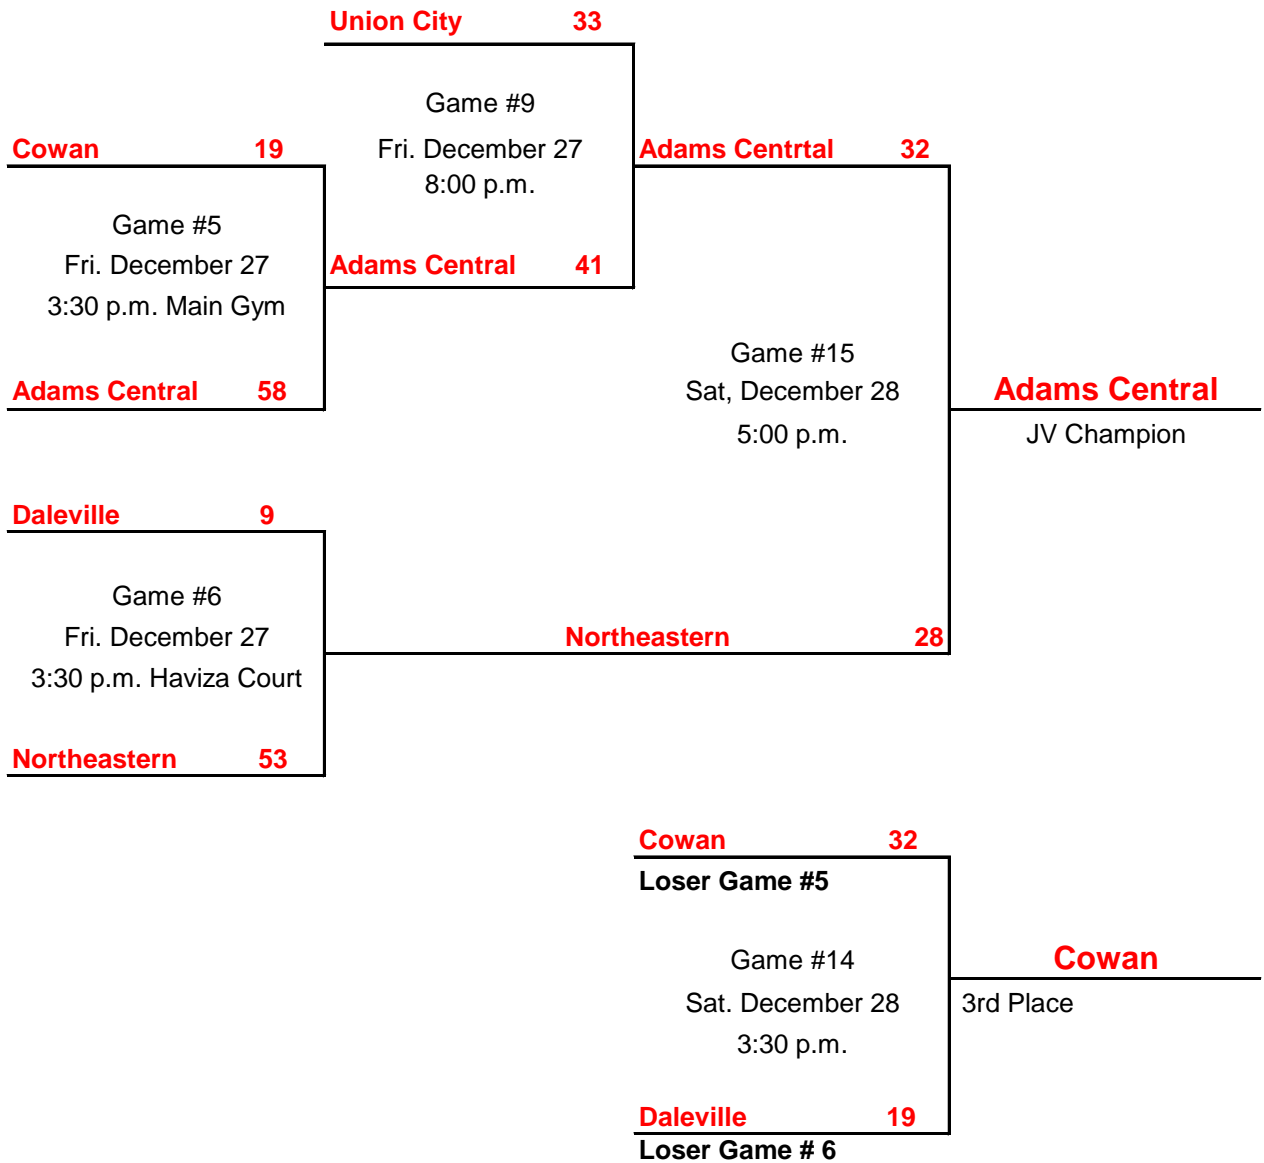 Union City 33
Game #9
Cowan 19
Fri. December 27
Adams Centrtal 32
8:00 p.m.
Game #5
Fri. December 27
Adams Central 41
3:30 p.m. Main Gym
Game #15
Adams Central 58
Sat, December 28
Adams Central
5:00 p.m.
JV Champion
Daleville 9
Game #6
Fri. December 27
Northeastern 28
3:30 p.m. Haviza Court
Northeastern 53
Cowan 32
Loser Game #5
Game #14
Cowan
Sat. December 28
3rd Place
3:30 p.m.
Daleville 19
Loser Game # 6